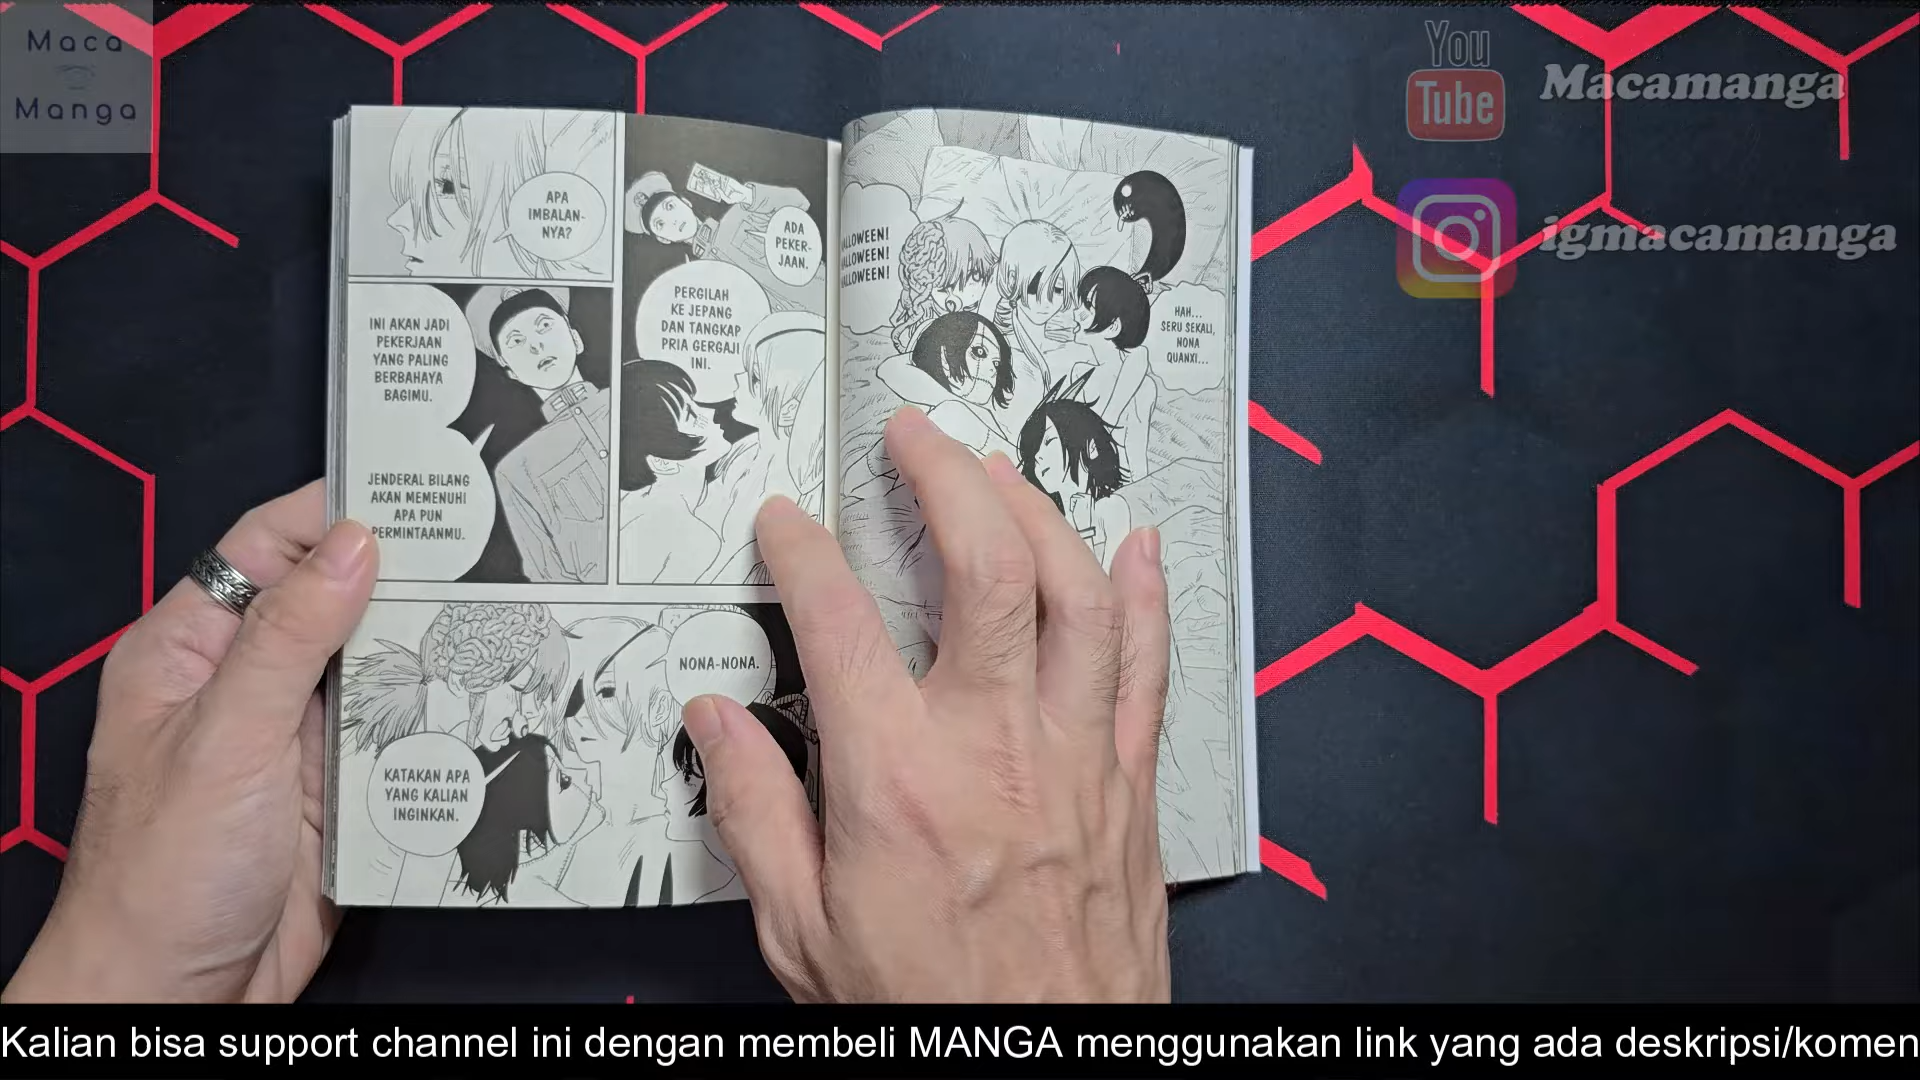 Maca
Manga
You
Tube
Macamanga
igmacamanga
APA
IMBALAN-
NYA?
ADA
PEKER-
JAAN.
PERGILAH
KE JEPANG
DAN TANGKAP
PRIA GERGAJI
INI.
INI AKAN JADI
PEKERJAAN
YANG PALING
BERBAHAYA
BAGIMU.
JENDERAL BILANG
AKAN MEMENUHI
APA PUN
PERMINTAANMU.
NONA-NONA.
KATAKAN APA
YANG KALIAN
INGINKAN.
HALLOWEEN!
HALLOWEEN!
HALLOWEEN!
HAH...
SERU SEKALI,
NONA
QUANXI...
Kalian bisa support channel ini dengan membeli MANGA menggunakan link yang ada deskripsi/komen